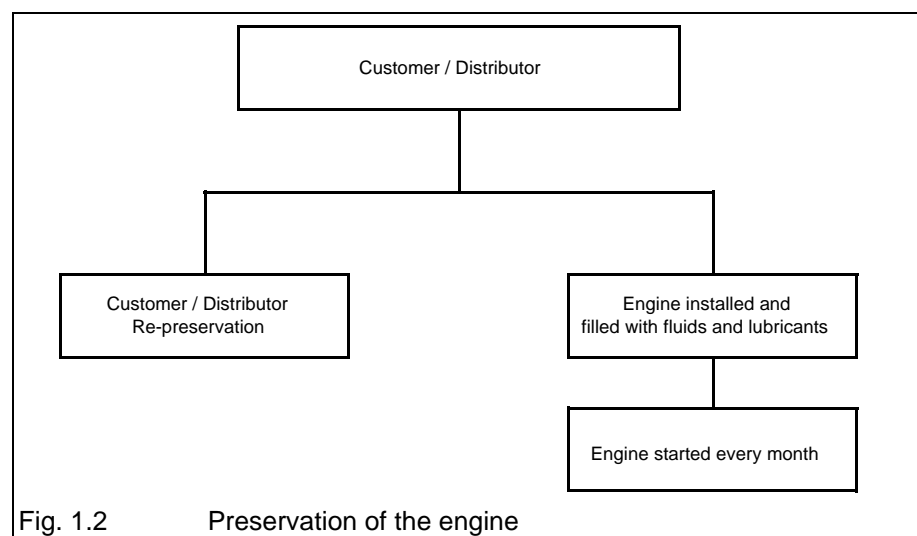 Customer / Distributor
Customer / Distributor
Re-preservation
Engine installed and
filled with fluids and lubricants
Engine started every month
Fig. 1.2 Preservation of the engine